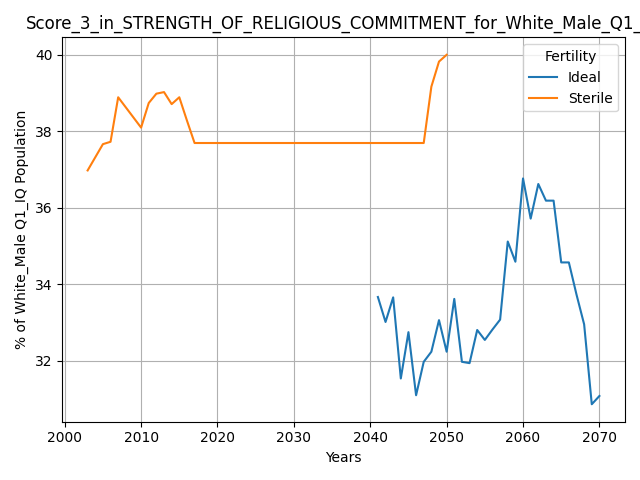 Score_3_in_STRENGTH_OF_RELIGIOUS_COMMITMENT_for_White_Male_Q1_
Fertility
Ideal
Sterile
% of White_Male Q1_IQ Population
40
38
36
34
32
2000 2010 2020 2030 2040 2050 2060 2070
Years